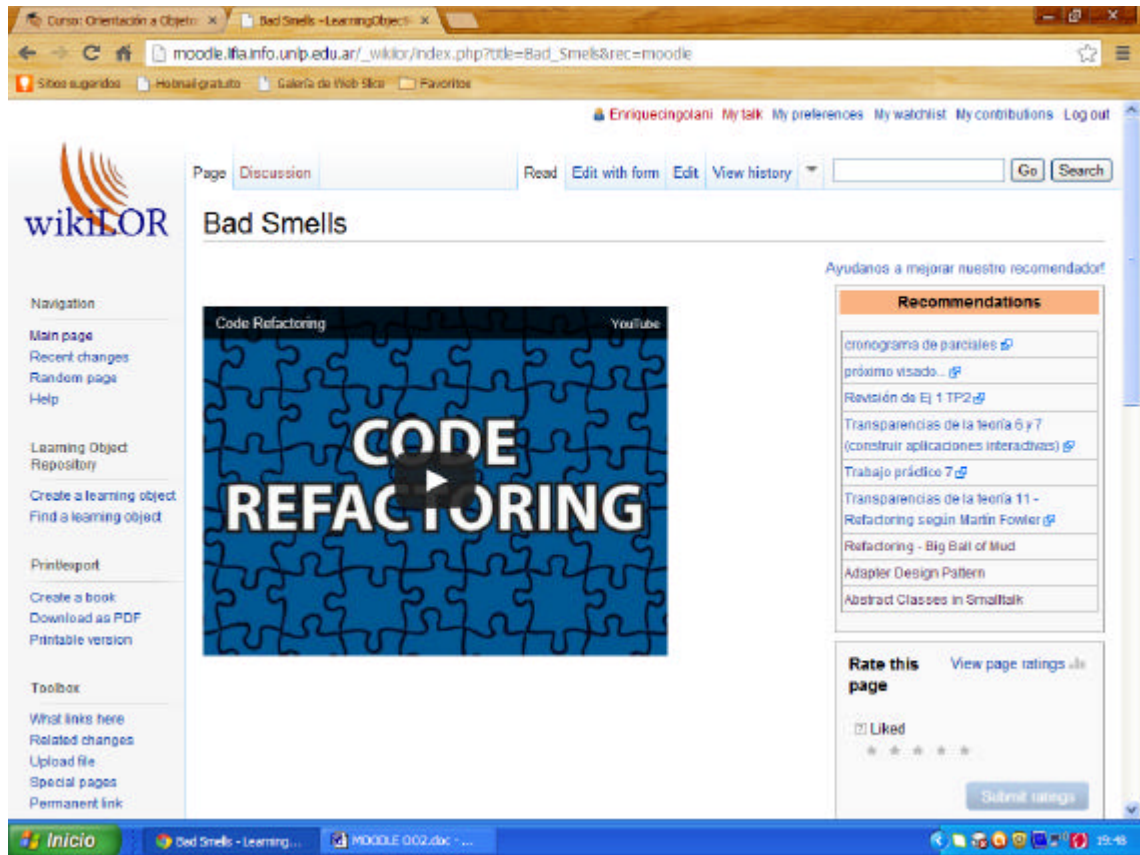 Curso: Orientación a Objeto
Bad Smells - LearningObject
moodle.lifia.info.unlp.edu.ar/_wikilor/index.php?title=Bad_Smells&rec=moodle
Sitios sugeridos Hotmail gratuito Galería de Web Slice Favoritos
Enriquecingolani My talk My preferences My watchlist My contributions Log out
Page Discussion Read Edit with form Edit View history Go Search
wikiLOR
Bad Smells
Ayudanos a mejorar nuestro recomendador!
Navigation
Main page
Recent changes
Random page
Help
Learning Object
Repository
Create a learning object
Find a learning object
Print/export
Create a book
Download as PDF
Printable version
Toolbox
What links here
Related changes
Upload file
Special pages
Permanent link
Code Refactoring YouTube
CODE
REFACTORING
Recommendations
cronograma de parciales
próximo visado...
Revisión de Ej 1 TP2
Transparencias de la teoría 6 y 7
(construir aplicaciones interactivas)
Trabajo práctico 7
Transparencias de la teoría 11 -
Refactoring según Martin Fowler
Refactoring - Big Ball of Mud
Adapter Design Pattern
Abstract Classes in Smalltalk
Rate this View page ratings
page
? Liked
Submit ratings
Inicio Bad Smells - Learning... MOODLE 002.doc -... 19:48